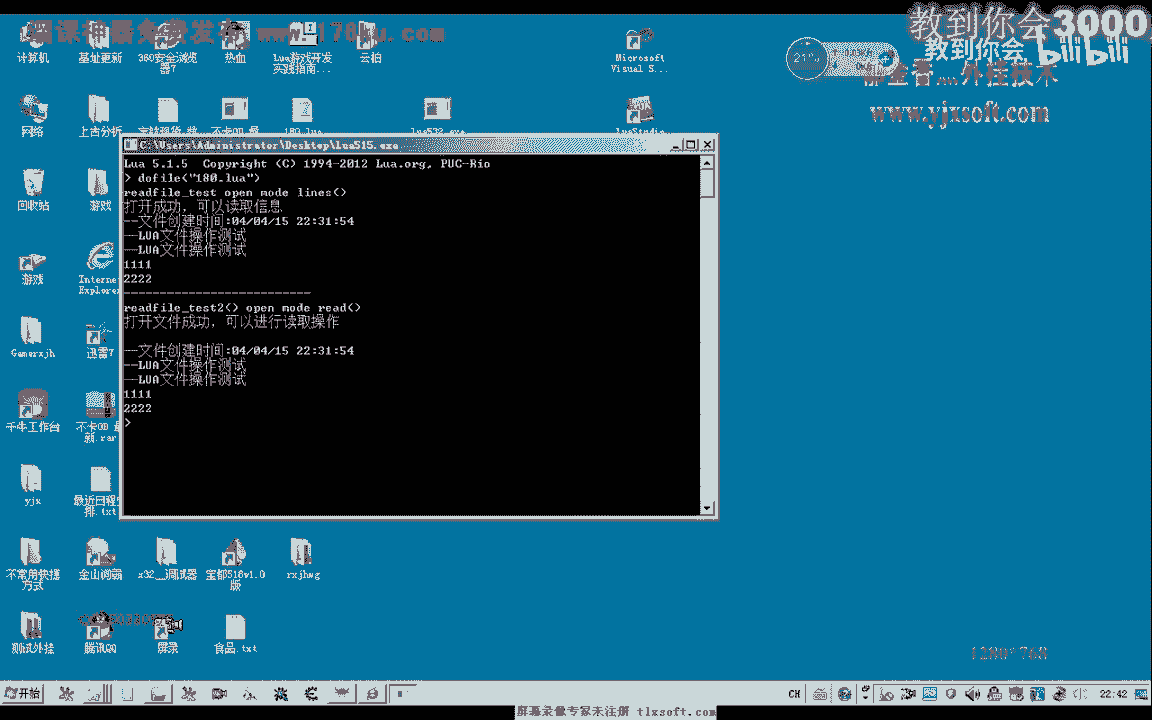 翅课神器免费发布 www.170ku.com
教到你会3000
教到你会 bilibili
郁金香...外挂技术
www.yjxsoft.com
计算机
基址更新
360安全浏览器7
热血
Lua游戏开发实践指南...
云拍
Microsoft Visual S...
网络
上古分析
180.lua
lua532.exe
LuaStudio
回收站
游戏
游戏
Internet Explorer
Gamerxjh
迅雷7
千牛工作台
不卡OD 最新.rar
yjx
最近日程安排.txt
C:\Users\Administrator\Desktop\lua515.exe
Lua 5.1.5  Copyright (C) 1994-2012 Lua.org, PUC-Rio
> dofile("180.lua")
readfile_test open mode lines()
打开成功，可以读取信息
--文件创建时间:04/04/15 22:31:54
--LUA文件操作测试
--LUA文件操作测试
1111
2222
--------------------------
readfile_test2() open mode read()
打开文件成功，可以进行读取操作
--文件创建时间:04/04/15 22:31:54
--LUA文件操作测试
--LUA文件操作测试
1111
2222
>
不常用快捷方式
金山词霸
x32__调试器
宝都518v1.0版
rxjhwg
测试外挂
腾讯QQ
屏录
食品.txt
1280*768
开始
CH
22:42
屏幕录像专家未注册 tlxsoft.com